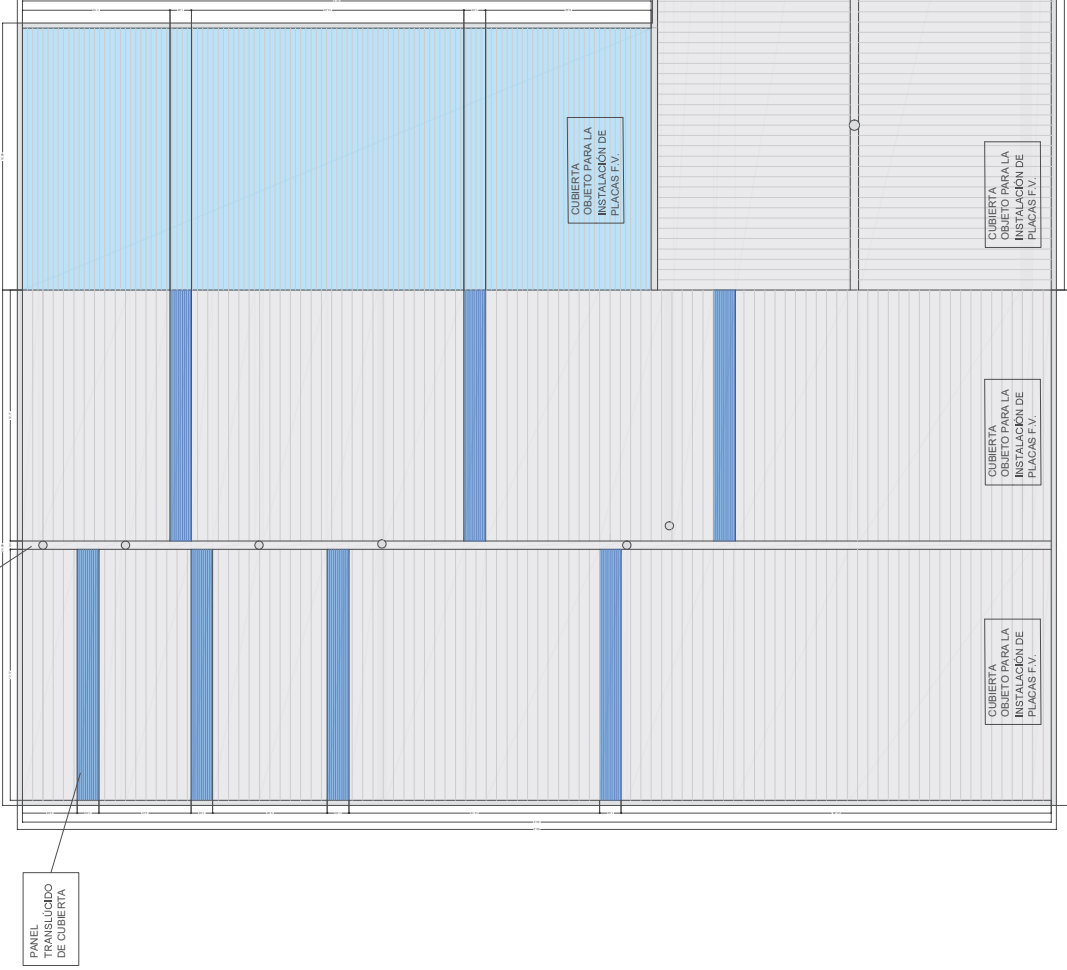 CUBIERTA
OBJETO PARA LA
INSTALACIÓN DE
PLACAS F.V.
CUBIERTA
OBJETO PARA LA
INSTALACIÓN DE
PLACAS F.V.
CUBIERTA
OBJETO PARA LA
INSTALACIÓN DE
PLACAS F.V.
CUBIERTA
OBJETO PARA LA
INSTALACIÓN DE
PLACAS F.V.
PANEL
TRANSLÚCIDO
DE CUBIERTA